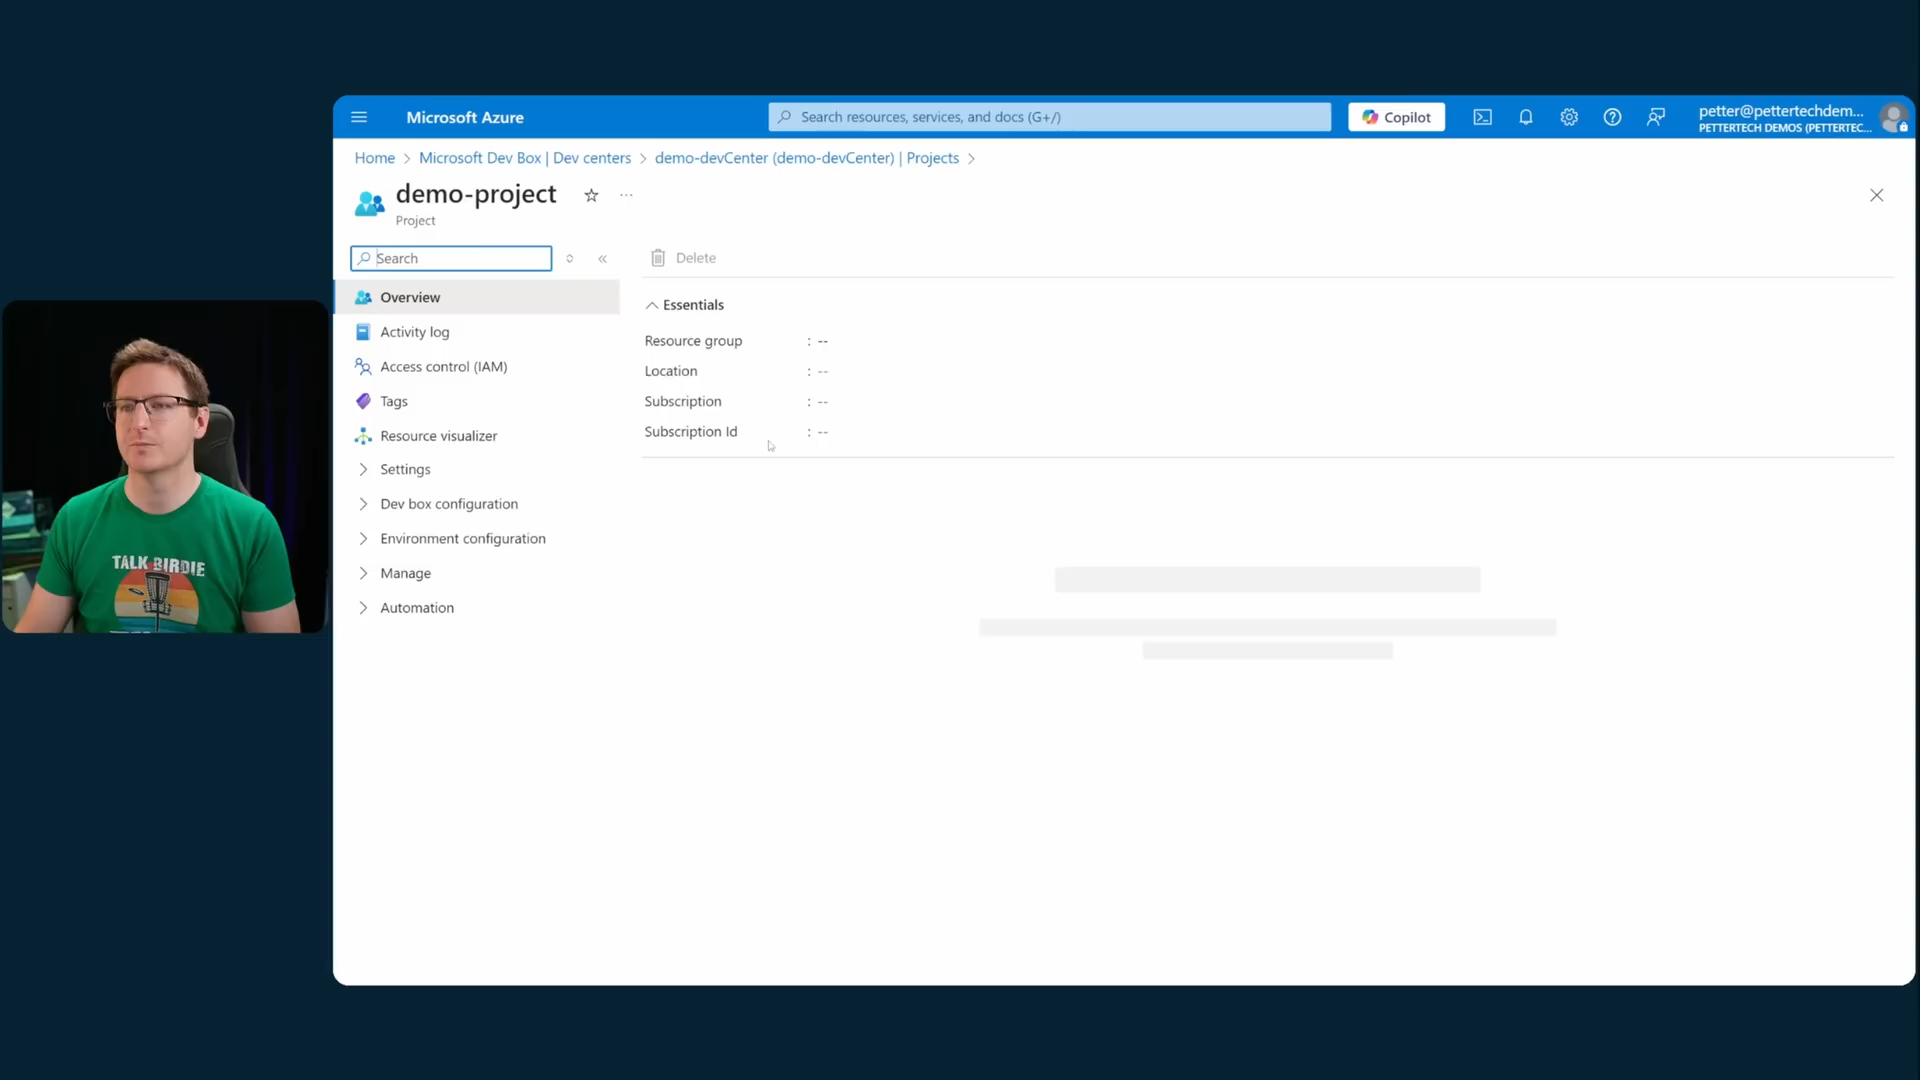 Microsoft Azure
Search resources, services, and docs (G+/)
Copilot
petter@pettertechdem...
PETTERTECH DEMOS (PETTERTEC...
Home > Microsoft Dev Box | Dev centers > demo-devCenter (demo-devCenter) | Projects >
demo-project
Project
Search
Delete
Overview
Activity log
Access control (IAM)
Tags
Resource visualizer
Settings
Dev box configuration
Environment configuration
Manage
Automation
Essentials
Resource group : --
Location : --
Subscription : --
Subscription Id : --
TALK BIRDIE